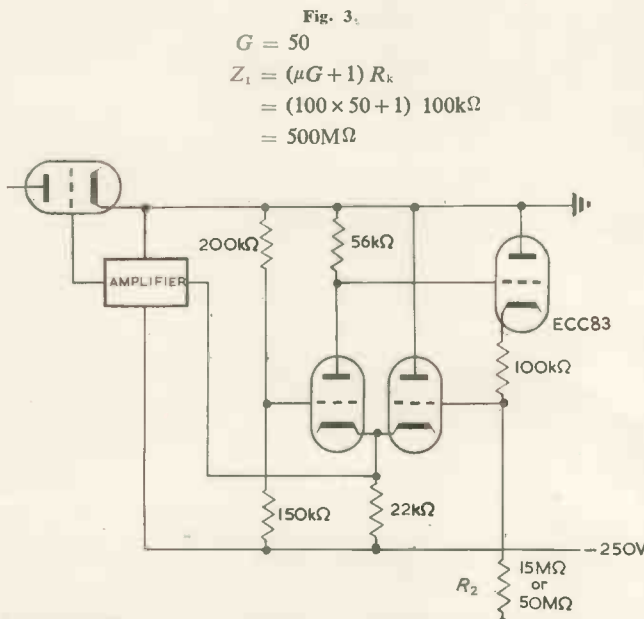 Fig. 3.
G = 50
Z₁ = (μG+1) Rₖ
= (100 × 50+1) 100kΩ
= 500MΩ
200kΩ
56kΩ
AMPLIFIER
ECC83
100kΩ
150kΩ
22kΩ
−250V
R₂
15MΩ
or
50MΩ